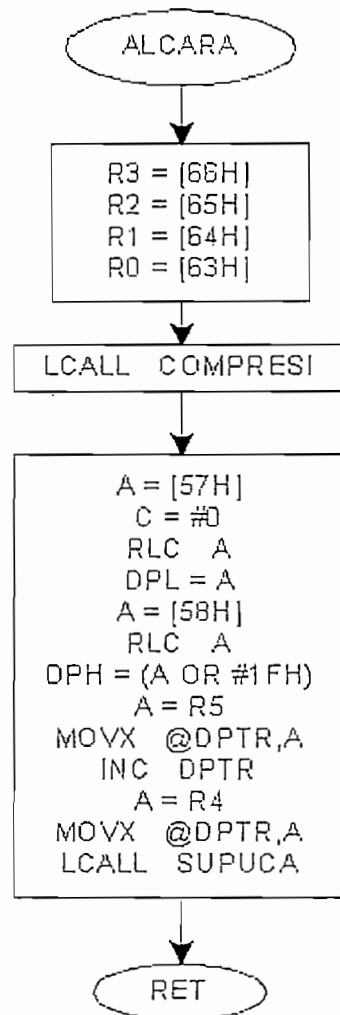 ALCARA
R3 = [66H]
R2 = [65H]
R1 = [64H]
R0 = [63H]
LCALL COMPRESI
A = [57H]
C = #0
RLC A
DPL = A
A = [58H]
RLC A
DPH = (A OR #1FH)
A = R5
MOVX @DPTR,A
INC DPTR
A = R4
MOVX @DPTR,A
LCALL SUPUCA
RET